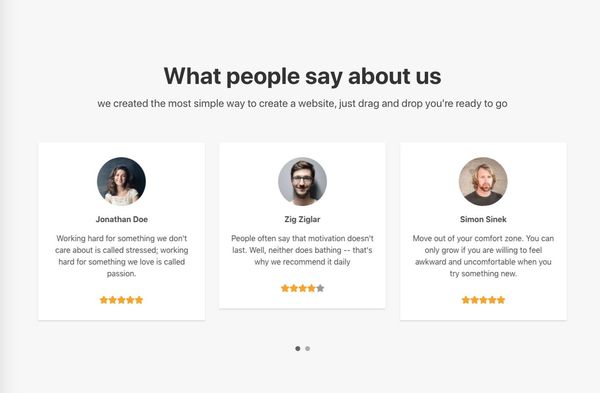 What people say about us
we created the most simple way to create a website, just drag and drop you're ready to go
Jonathan Doe
Working hard for something we don't
care about is called stressed; working
hard for something we love is called
passion.
Zig Ziglar
People often say that motivation doesn't
last. Well, neither does bathing -- that's
why we recommend it daily
Simon Sinek
Move out of your comfort zone. You can
only grow if you are willing to feel
awkward and uncomfortable when you
try something new.